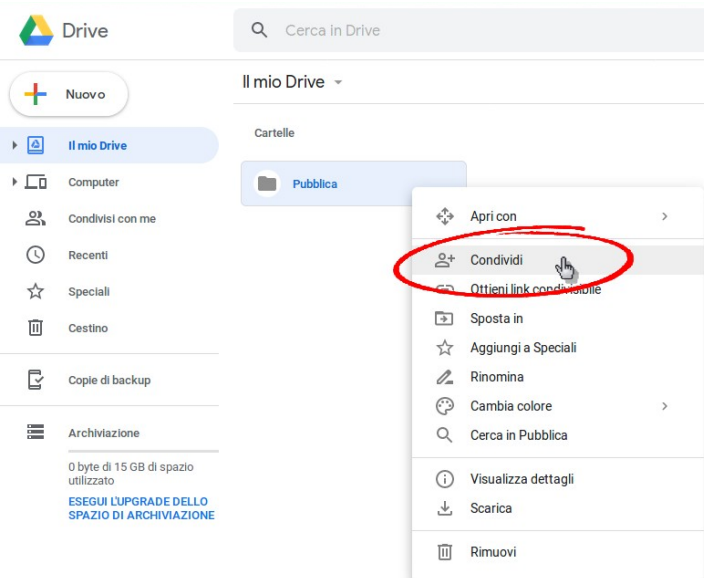 Drive
Cerca in Drive
Nuovo
Il mio Drive
Computer
Condivisi con me
Recenti
Speciali
Cestino
Copie di backup
Archiviazione
0 byte di 15 GB di spazio
utilizzato
ESEGUI L'UPGRADE DELLO
SPAZIO DI ARCHIVIAZIONE
Il mio Drive
Cartelle
Pubblica
Apri con
Condividi
Ottieni link condivisibile
Sposta in
Aggiungi a Speciali
Rinomina
Cambia colore
Cerca in Pubblica
Visualizza dettagli
Scarica
Rimuovi